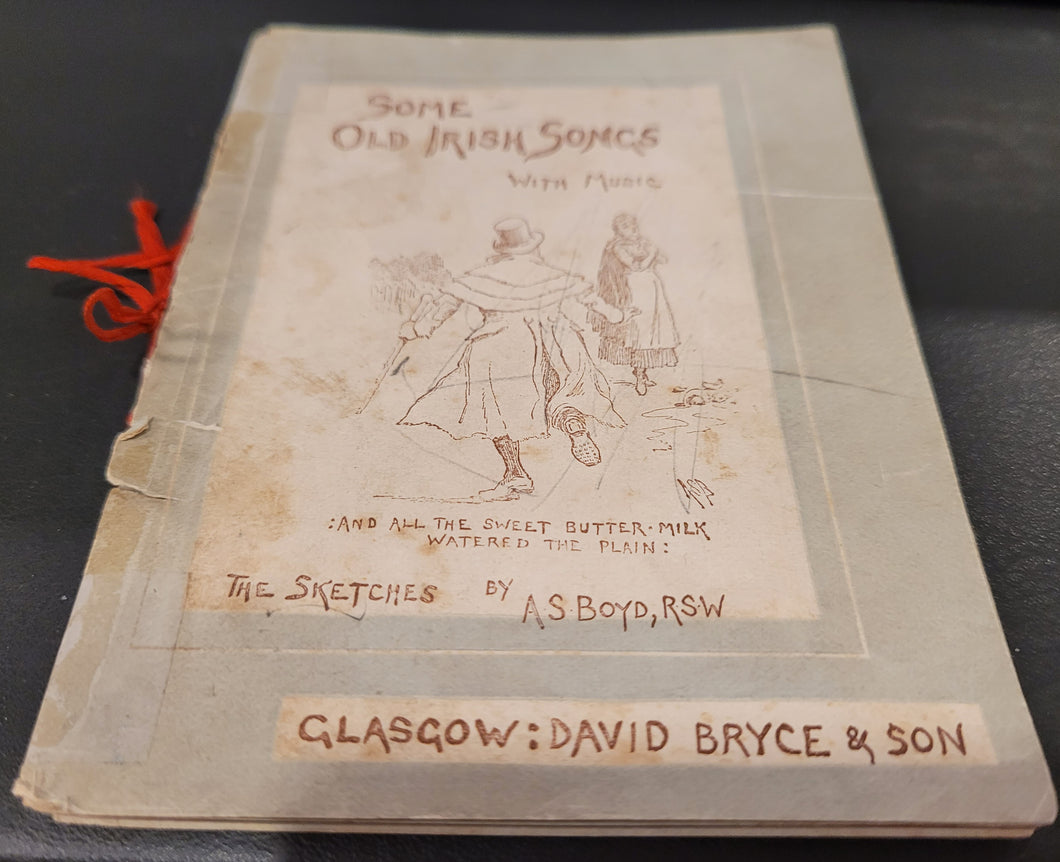 SOME
OLD IRISH SONGS
WITH MUSIC
:AND ALL THE SWEET BUTTER-MILK
WATERED THE PLAIN:
THE SKETCHES BY A.S. BOYD, R.S.W
GLASGOW: DAVID BRYCE & SON